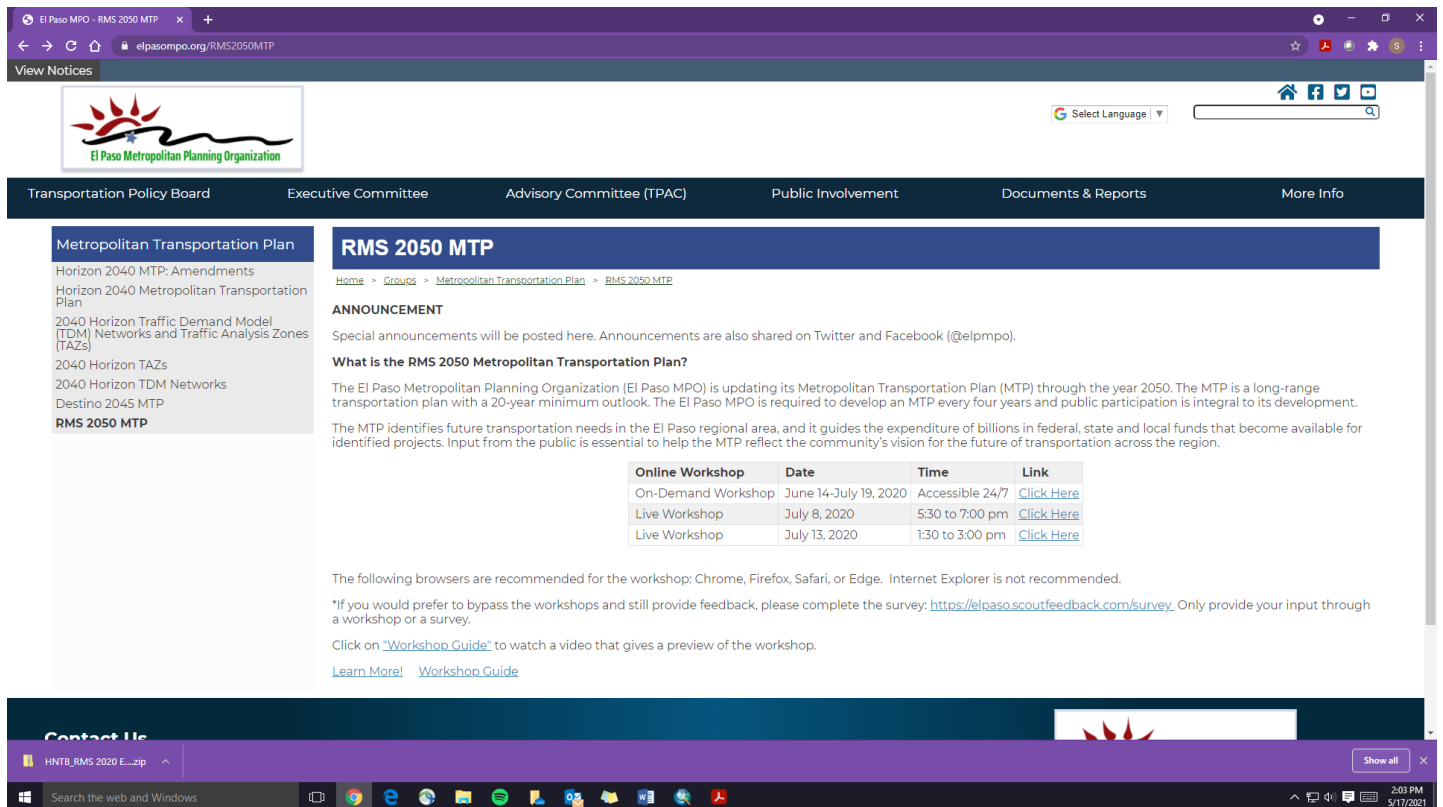 El Paso MPO - RMS 2050 MTP
elpasompo.org/RMS2050MTP
S
View Notices
El Paso Metropolitan Planning Organization
G Select Language ▼
Transportation Policy Board Executive Committee Advisory Committee (TPAC) Public Involvement Documents & Reports More Info
Metropolitan Transportation Plan
Horizon 2040 MTP: Amendments
Horizon 2040 Metropolitan Transportation
Plan
2040 Horizon Traffic Demand Model
(TDM) Networks and Traffic Analysis Zones
(TAZs)
2040 Horizon TAZs
2040 Horizon TDM Networks
Destino 2045 MTP
RMS 2050 MTP
RMS 2050 MTP
Home > Groups > Metropolitan Transportation Plan > RMS 2050 MTP
ANNOUNCEMENT
Special announcements will be posted here. Announcements are also shared on Twitter and Facebook (@elpmpo).
What is the RMS 2050 Metropolitan Transportation Plan?
The El Paso Metropolitan Planning Organization (El Paso MPO) is updating its Metropolitan Transportation Plan (MTP) through the year 2050. The MTP is a long-range
transportation plan with a 20-year minimum outlook. The El Paso MPO is required to develop an MTP every four years and public participation is integral to its development.
The MTP identifies future transportation needs in the El Paso regional area, and it guides the expenditure of billions in federal, state and local funds that become available for
identified projects. Input from the public is essential to help the MTP reflect the community's vision for the future of transportation across the region.
Online Workshop Date Time Link
On-Demand Workshop June 14-July 19, 2020 Accessible 24/7 Click Here
Live Workshop July 8, 2020 5:30 to 7:00 pm Click Here
Live Workshop July 13, 2020 1:30 to 3:00 pm Click Here
The following browsers are recommended for the workshop: Chrome, Firefox, Safari, or Edge. Internet Explorer is not recommended.
*If you would prefer to bypass the workshops and still provide feedback, please complete the survey: https://elpaso.scoutfeedback.com/survey Only provide your input through
a workshop or a survey.
Click on "Workshop Guide" to watch a video that gives a preview of the workshop.
Learn More! Workshop Guide
Contact Us
HNTB_RMS 2020 E....zip
Show all
Search the web and Windows
2:03 PM
5/17/2021